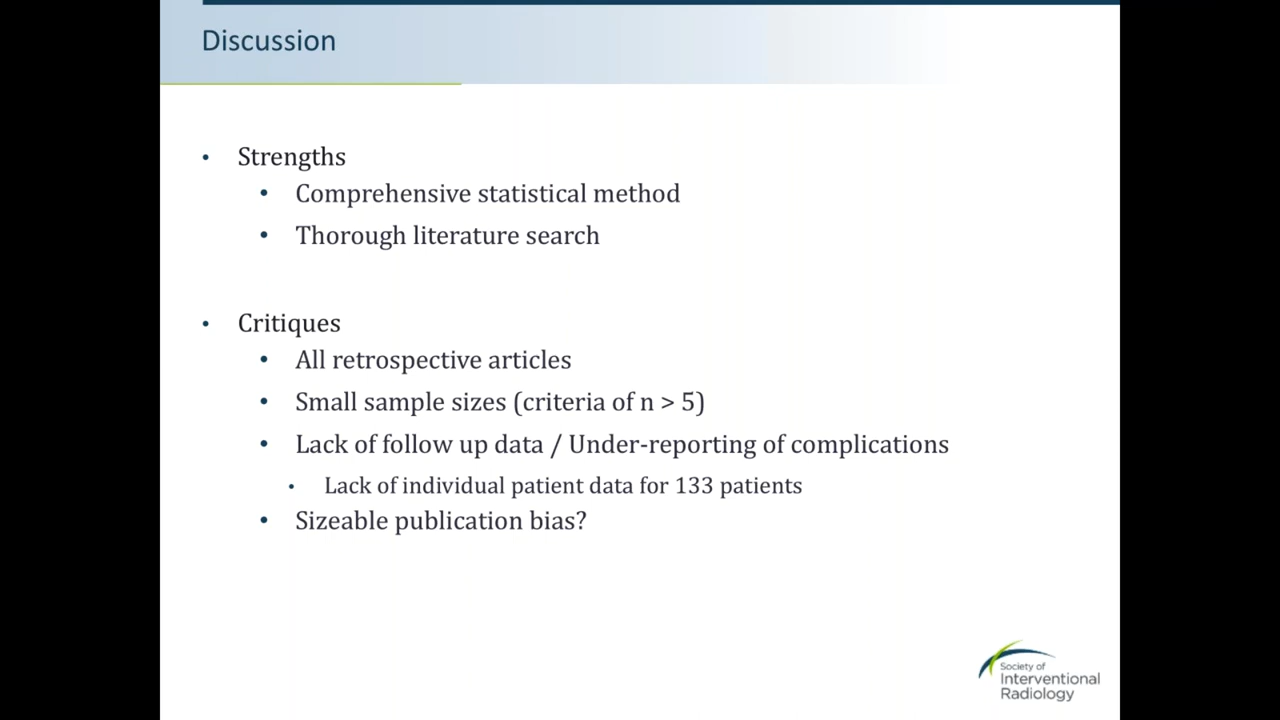 Discussion
• Strengths
• Comprehensive statistical method
• Thorough literature search
• Critiques
• All retrospective articles
• Small sample sizes (criteria of n > 5)
• Lack of follow up data / Under-reporting of complications
• Lack of individual patient data for 133 patients
• Sizeable publication bias?
Society of
Interventional
Radiology